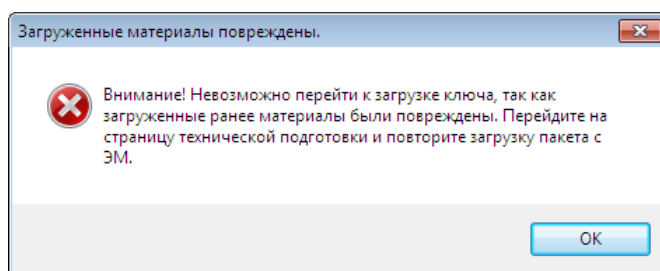 Загруженные материалы повреждены.
Внимание! Невозможно перейти к загрузке ключа, так как
загруженные ранее материалы были повреждены. Перейдите на
страницу технической подготовки и повторите загрузку пакета с
ЭМ.
ОК